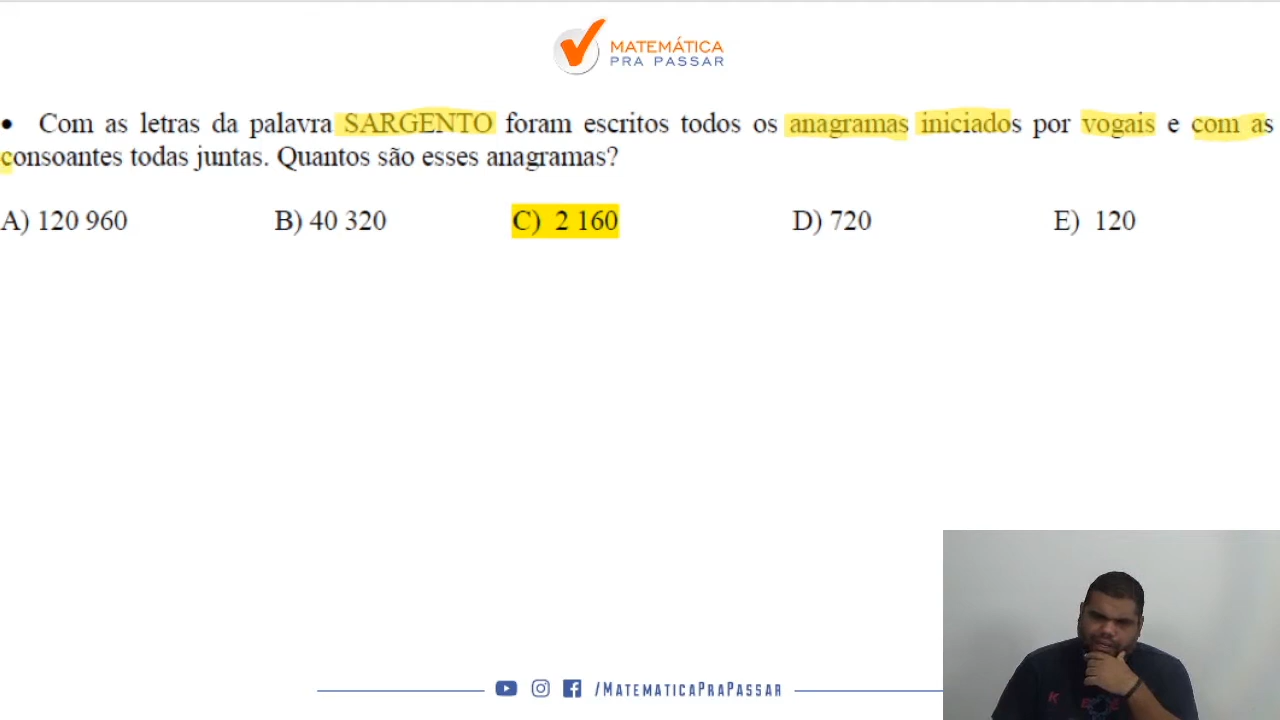 MATEMÁTICA
PRA PASSAR
• Com as letras da palavra SARGENTO foram escritos todos os anagramas iniciados por vogais e com as
consoantes todas juntas. Quantos são esses anagramas?
A) 120 960 B) 40 320 C) 2 160 D) 720 E) 120
/MATEMATICAPRAPASSAR